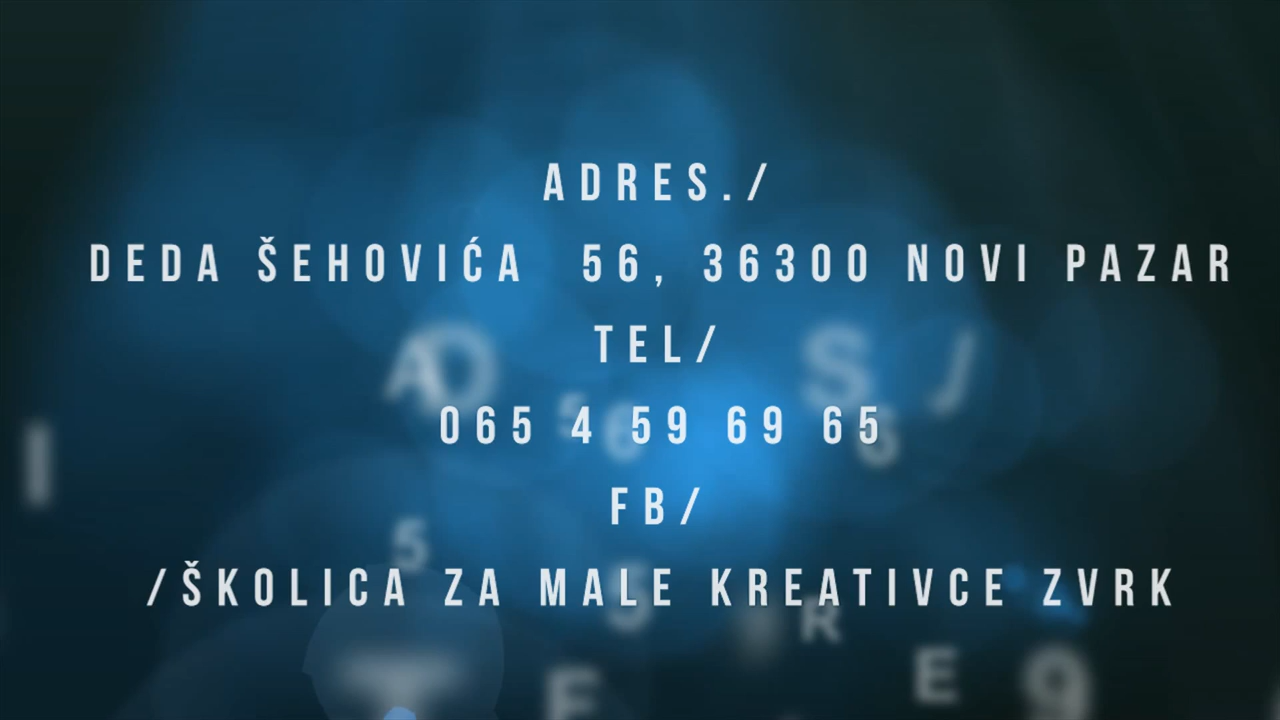 ADRES./
DEDA ŠEHOVIĆA 56, 36300 NOVI PAZAR
TEL/
065 4 59 69 65
FB/
/ŠKOLICA ZA MALE KREATIVCE ZVRK